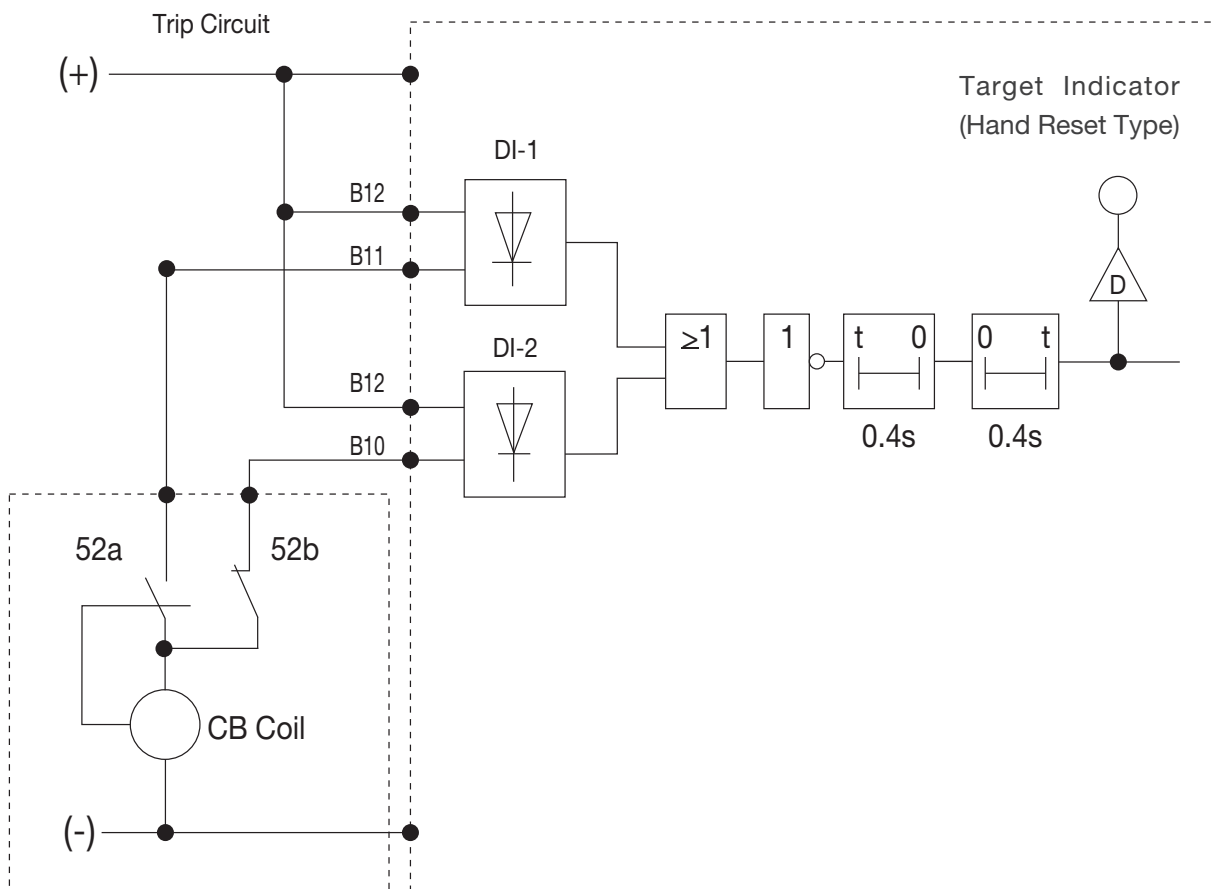 Trip Circuit
(+)
Target Indicator
(Hand Reset Type)
DI-1
B12
B11
D
≥1
1
t 0
0 t
DI-2
B12
0.4s
0.4s
B10
52a
52b
CB Coil
(-)